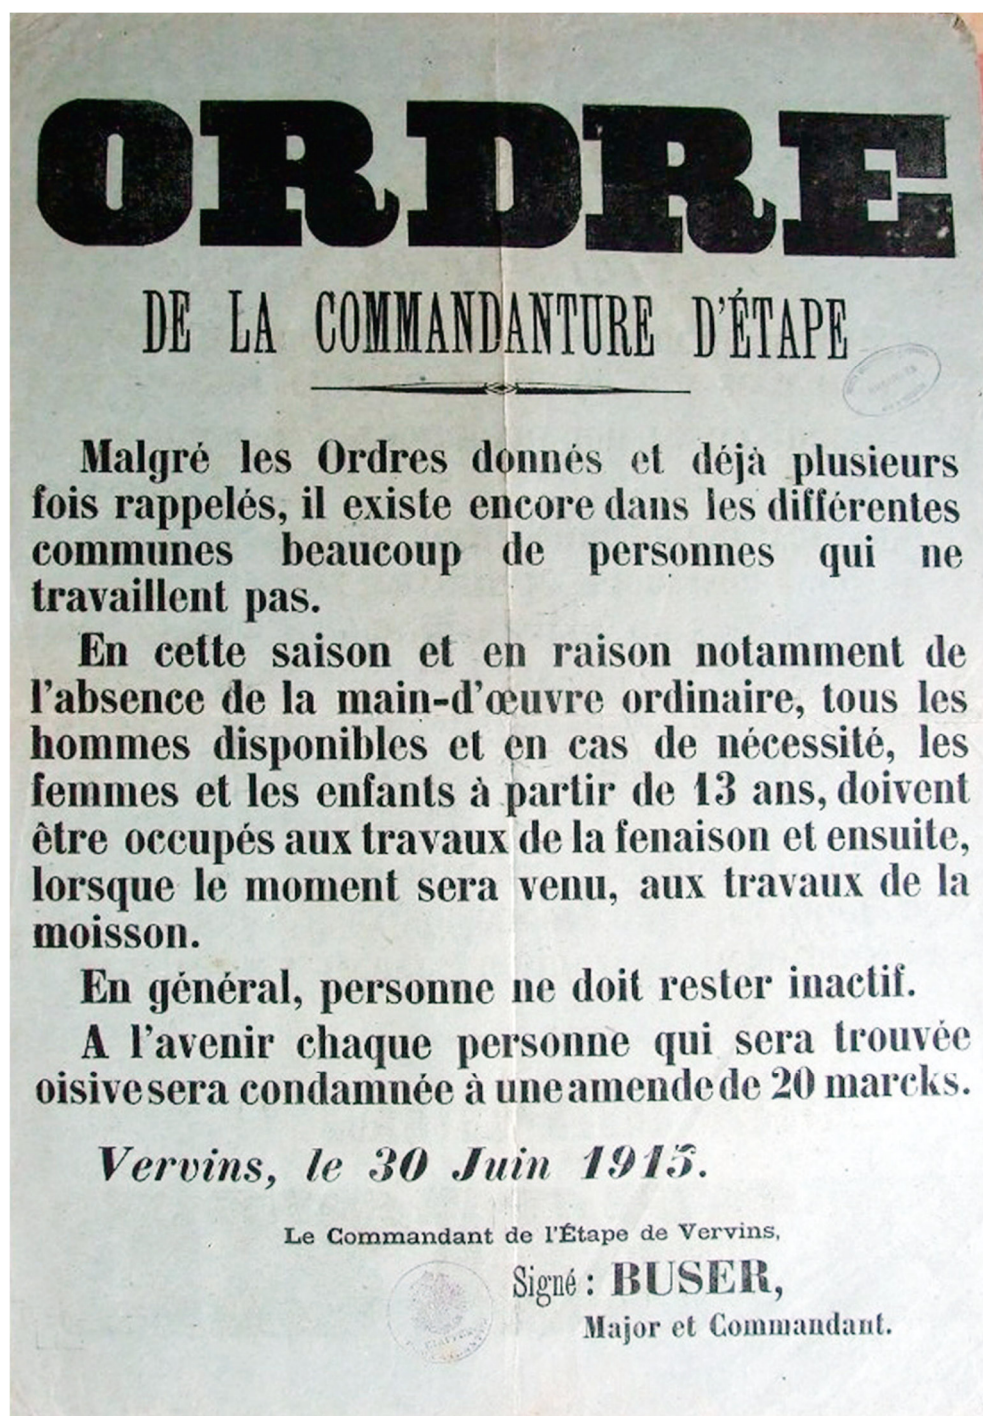 ORDRE
DE LA COMMANDANTURE D'ÉTAPE
Malgré les Ordres donnés et déjà plusieurs
fois rappelés, il existe encore dans les différentes
communes beaucoup de personnes qui ne
travaillent pas.
En cette saison et en raison notamment de
l'absence de la main-d'œuvre ordinaire, tous les
hommes disponibles et en cas de nécessité, les
femmes et les enfants à partir de 13 ans, doivent
être occupés aux travaux de la fenaison et ensuite,
lorsque le moment sera venu, aux travaux de la
moisson.
En général, personne ne doit rester inactif.
A l'avenir chaque personne qui sera trouvée
oisive sera condamnée à une amende de 20 marcks.
Vervins, le 30 Juin 1915.
Le Commandant de l'Étape de Vervins,
Signé : BUSER,
Major et Commandant.